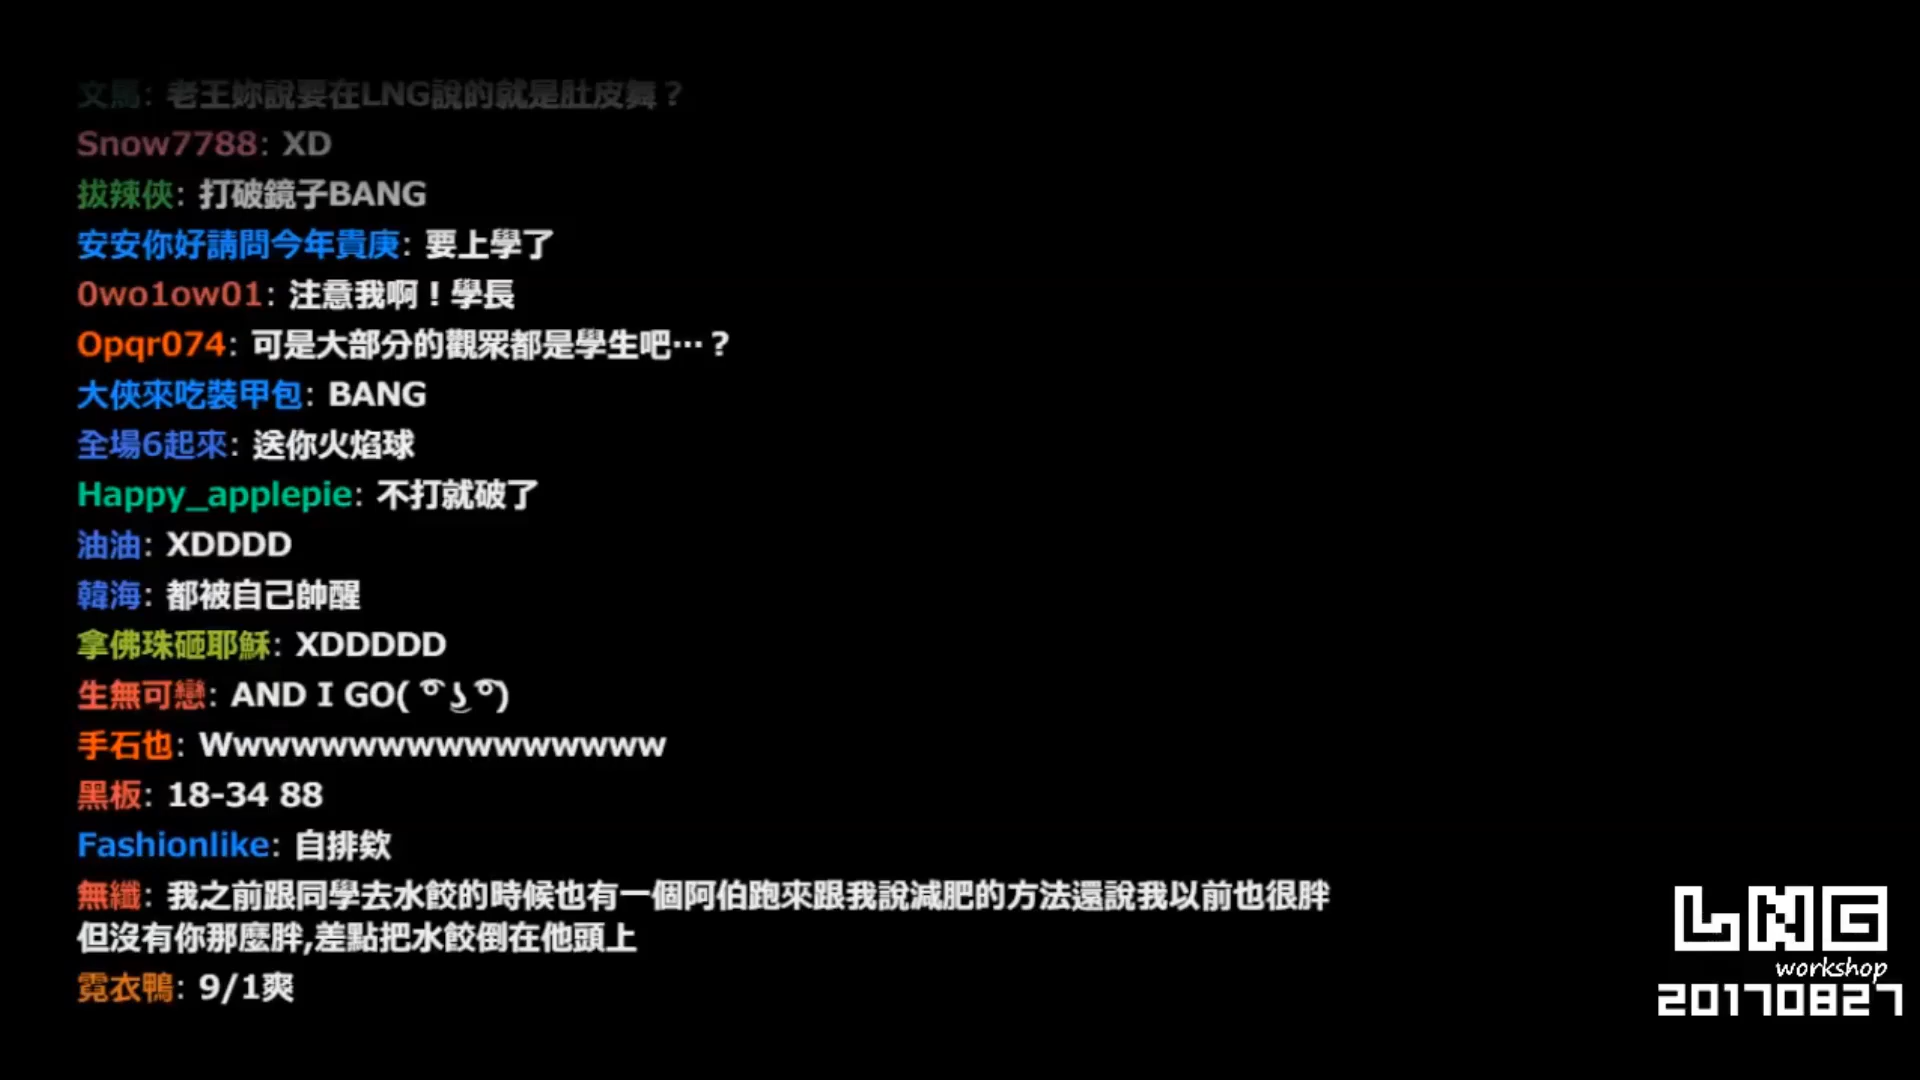 文馬: 老王妳說要在LNG說的就是肚皮舞？
Snow7788: XD
拔辣俠: 打破鏡子BANG
安安你好請問今年貴庚: 要上學了
0wo1ow01: 注意我啊！學長
Opqr074: 可是大部分的觀眾都是學生吧…？
大俠來吃裝甲包: BANG
全場6起來: 送你火焰球
Happy_applepie: 不打就破了
油油: XDDDD
韓海: 都被自己帥醒
拿佛珠砸耶穌: XDDDDD
生無可戀: AND I GO( ͡° ͜ʖ ͡°)
手石也: Wwwwwwwwwwwwwwww
黑板: 18-34 88
Fashionlike: 自排欸
無纖: 我之前跟同學去水餃的時候也有一個阿伯跑來跟我說減肥的方法還說我以前也很胖
但沒有你那麼胖,差點把水餃倒在他頭上
霓衣鴨: 9/1爽
LNG
workshop
20170827